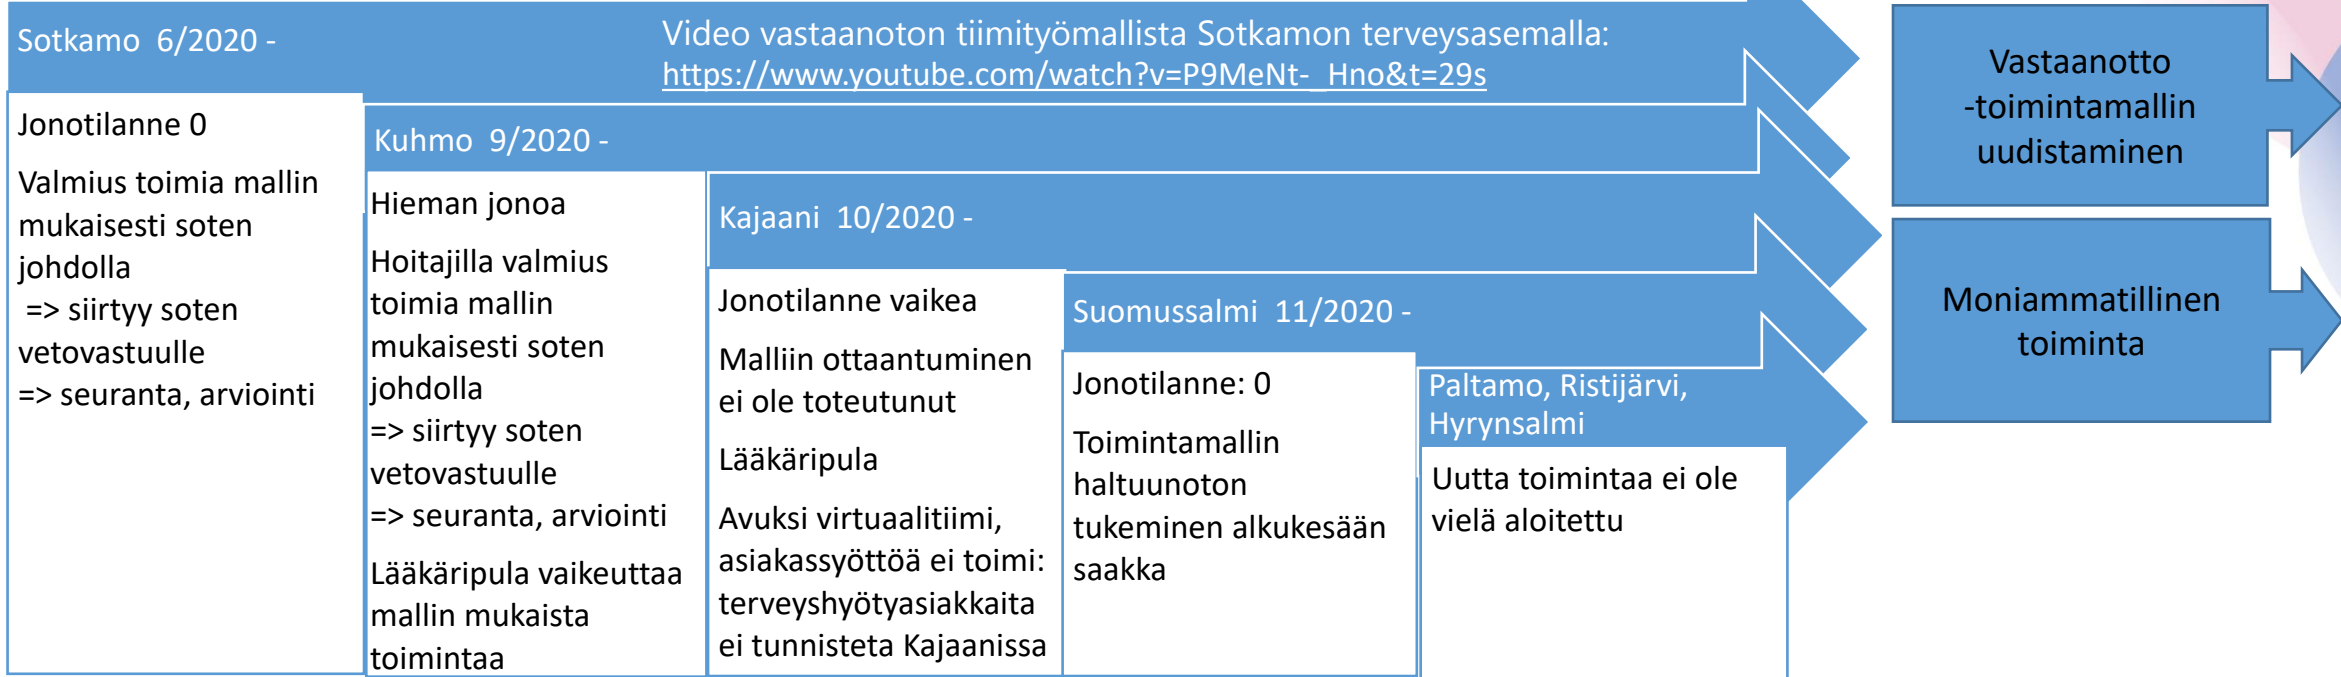 Sotkamo  6/2020 -
Video vastaanoton tiimityömallista Sotkamon terveysasemalla:
https://www.youtube.com/watch?v=P9MeNt-_Hno&t=29s
Jonotilanne 0
Valmius toimia mallin
mukaisesti soten
johdolla
=> siirtyy soten
vetovastuulle
=> seuranta, arviointi
Kuhmo  9/2020 -
Hieman jonoa
Hoitajilla valmius
toimia mallin
mukaisesti soten
johdolla
=> siirtyy soten
vetovastuulle
=> seuranta, arviointi
Lääkäripula vaikeuttaa
mallin mukaista
toimintaa
Kajaani  10/2020 -
Jonotilanne vaikea
Malliin ottaantuminen
ei ole toteutunut
Lääkäripula
Avuksi virtuaalitiimi,
asiakassyöttöä ei toimi:
terveyshyötyasiakkaita
ei tunnisteta Kajaanissa
Suomussalmi  11/2020 -
Jonotilanne: 0
Toimintamallin
haltuunoton
tukeminen alkukesään
saakka
Paltamo, Ristijärvi,
Hyrynsalmi
Uutta toimintaa ei ole
vielä aloitettu
Vastaanotto
-toimintamallin
uudistaminen
Moniammatillinen
toiminta